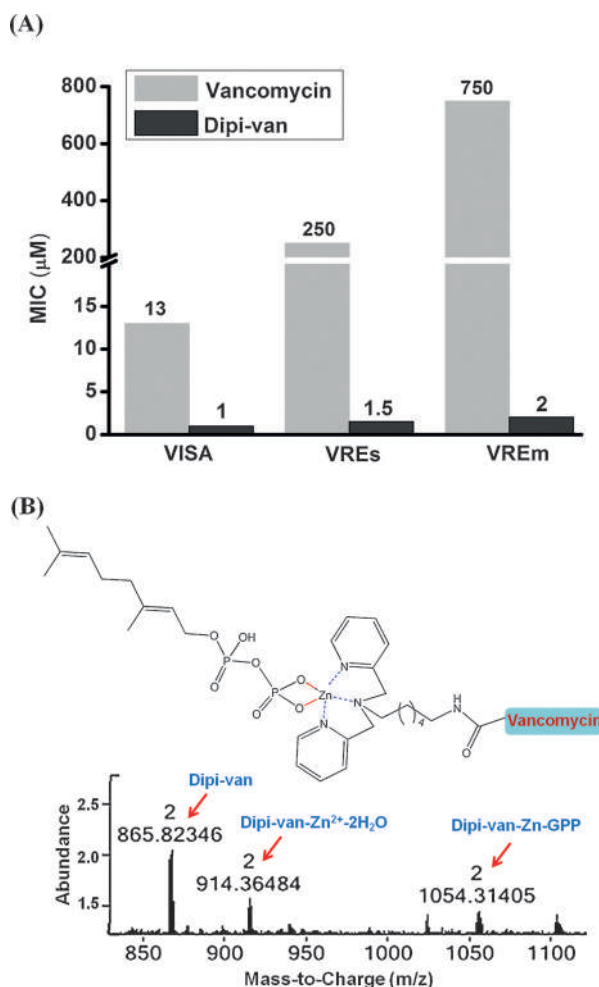 (A)
Vancomycin
Dipi-van
800
600
400
200
15
10
5
0
MIC (μM)
13
1
250
1.5
750
2
VISA
VREs
VREm
(B)
OH
O
P
O
O
P
O
O
O
Zn
N
N
N
4
H
N
O
Vancomycin
Dipi-van
2
865.82346
Dipi-van-Zn²⁺-2H₂O
2
914.36484
Dipi-van-Zn-GPP
2
1054.31405
2.5
2.0
1.5
Abundance
850
900
950
1000
1050
1100
Mass-to-Charge (m/z)